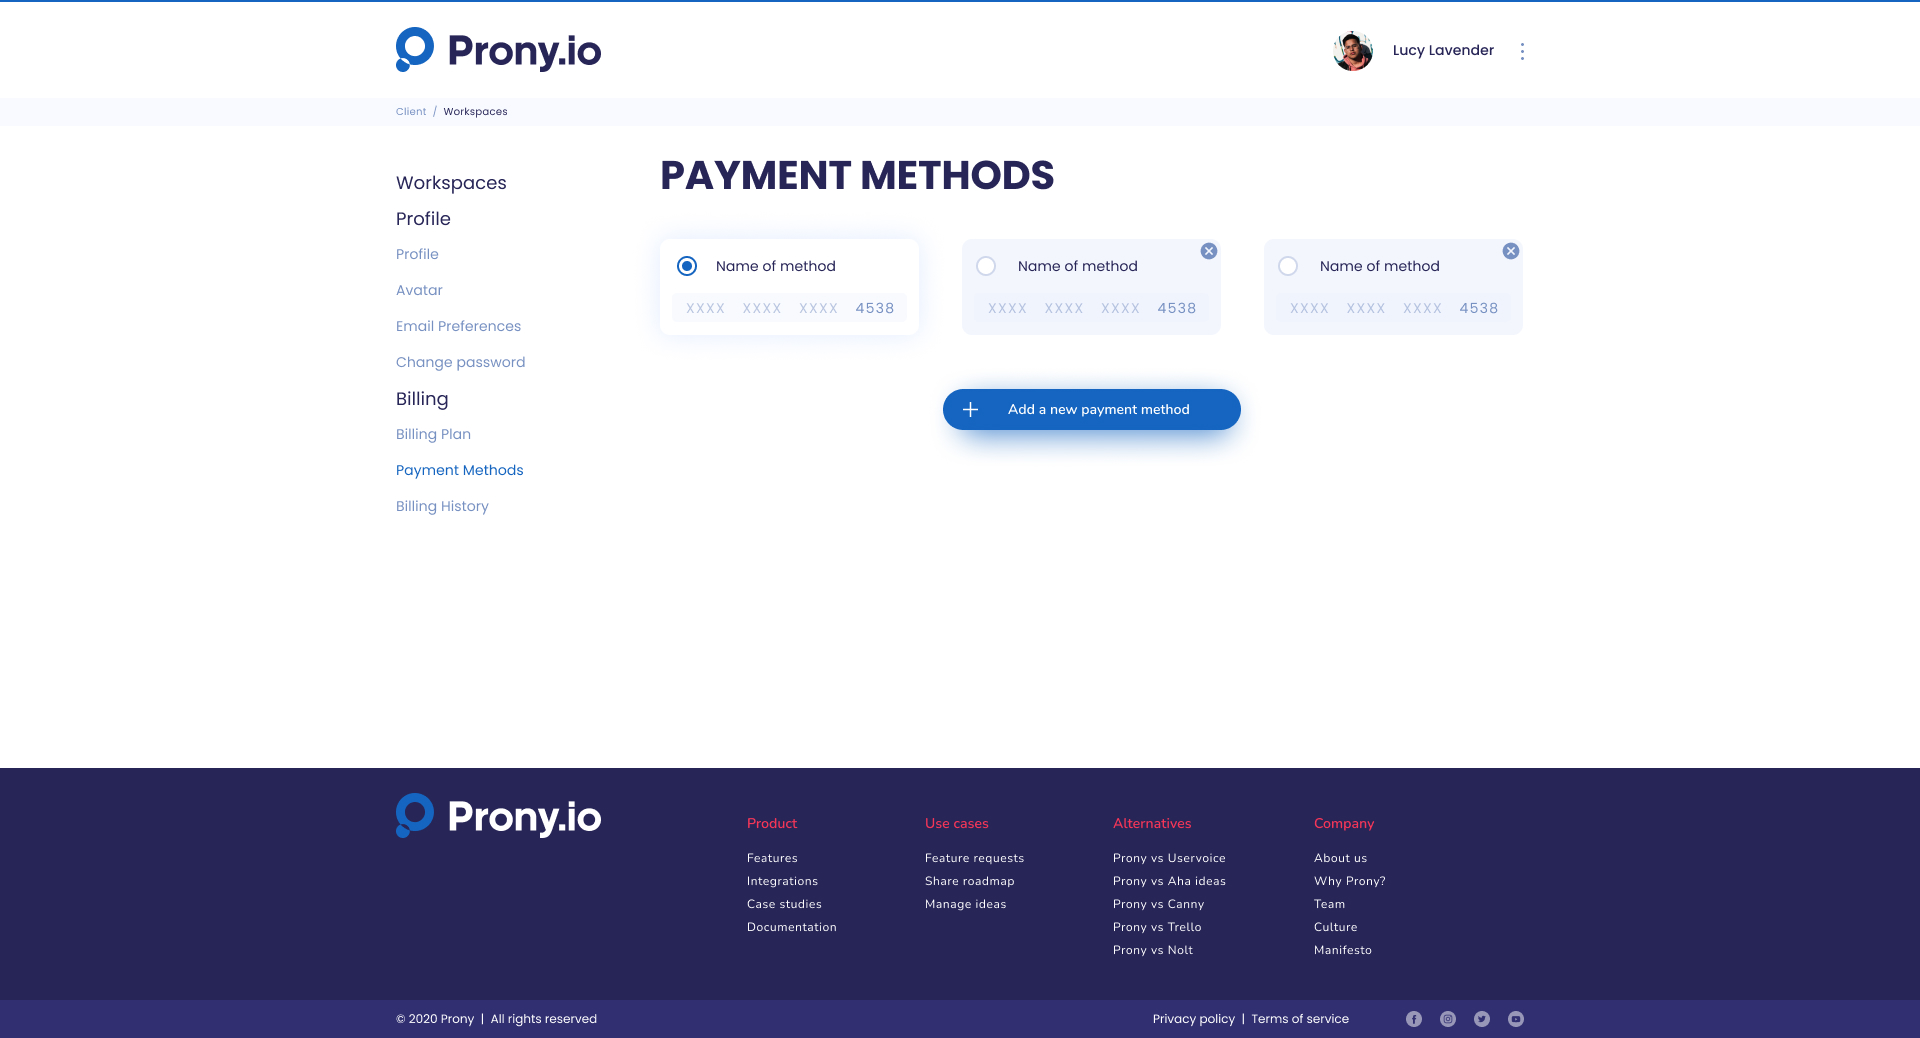 Prony.io
Lucy Lavender
Client / Workspaces
Workspaces
Profile
Profile
Avatar
Email Preferences
Change password
Billing
Billing Plan
Payment Methods
Billing History
PAYMENT METHODS
Name of method
XXXX XXXX XXXX 4538
Name of method
XXXX XXXX XXXX 4538
Name of method
XXXX XXXX XXXX 4538
Add a new payment method
Prony.io
Product
Features
Integrations
Case studies
Documentation
Use cases
Feature requests
Share roadmap
Manage ideas
Alternatives
Prony vs Uservoice
Prony vs Aha ideas
Prony vs Canny
Prony vs Trello
Prony vs Nolt
Company
About us
Why Prony?
Team
Culture
Manifesto
© 2020 Prony | All rights reserved
Privacy policy | Terms of service